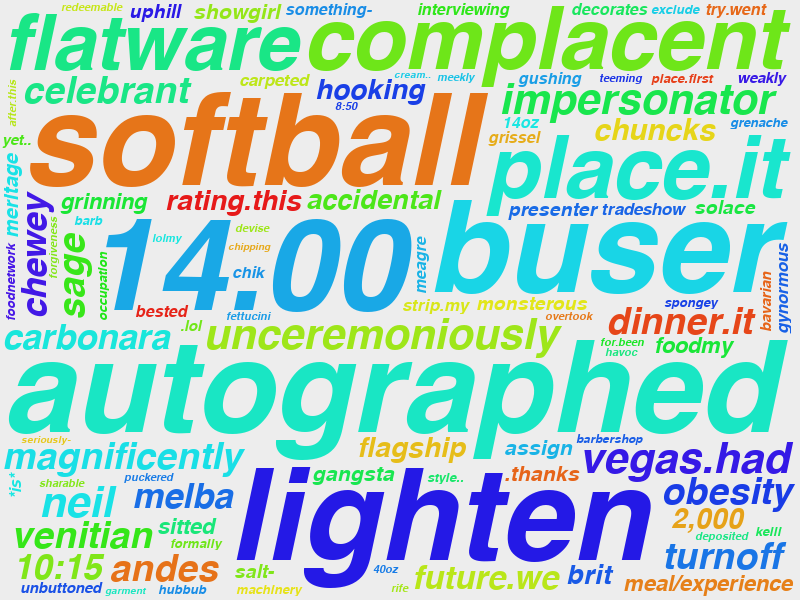 redeemable
uphill
showgirl
something-
interviewing
decorates
exclude
try.went
flatware
complacent
celebrant
carpeted
hooking
cream..
meekly
gushing
teeming
place.first
weakly
after.this
8:50
impersonator
softball
14oz
grissel
chuncks
grenache
yet..
place.it
meritage
chewey
grinning
rating.this
accidental
presenter
tradeshow
solace
forgiveness
barb
sage
foodnetwork
occupation
14.00
lolmy
devise
chipping
chik
meagre
buser
bavarian
gynormous
bested
fettucini
strip.my
monsterous
overtook
spongey
dinner.it
carbonara
.lol
unceremoniously
for.been
havoc
foodmy
autographed
seriously-
magnificently
flagship
assign
barbershop
vegas.had
*is*
sharable
puckered
gangsta
style..
.thanks
neil
melba
lighten
obesity
venitian
sitted
formally
2,000
deposited
kelll
10:15
andes
salt-
40oz
future.we
brit
turnoff
unbuttoned
garment
hubbub
machinery
rife
meal/experience